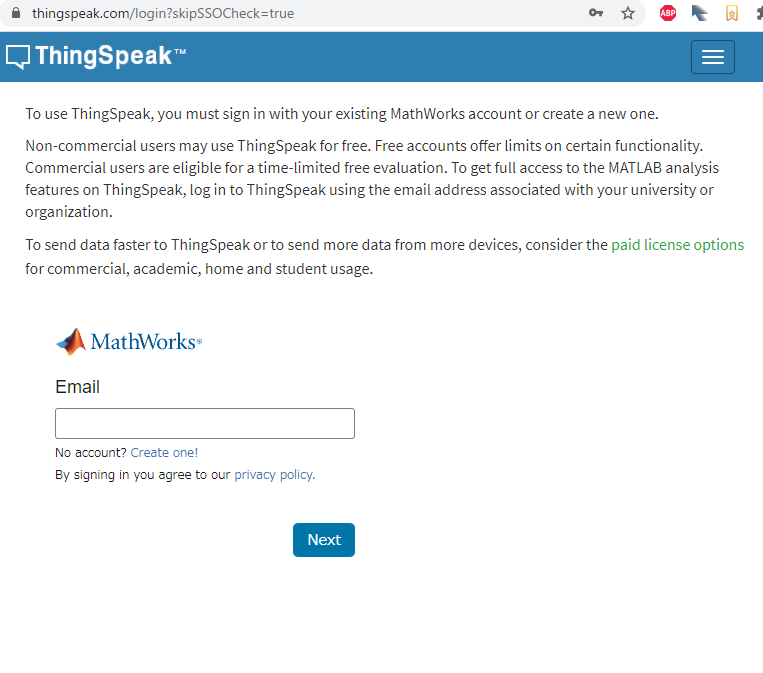 thingspeak.com/login?skipSSOCheck=true
ABP
ThingSpeak™
To use ThingSpeak, you must sign in with your existing MathWorks account or create a new one.
Non-commercial users may use ThingSpeak for free. Free accounts offer limits on certain functionality.
Commercial users are eligible for a time-limited free evaluation. To get full access to the MATLAB analysis
features on ThingSpeak, log in to ThingSpeak using the email address associated with your university or
organization.
To send data faster to ThingSpeak or to send more data from more devices, consider the paid license options
for commercial, academic, home and student usage.
MathWorks®
Email
No account? Create one!
By signing in you agree to our privacy policy.
Next